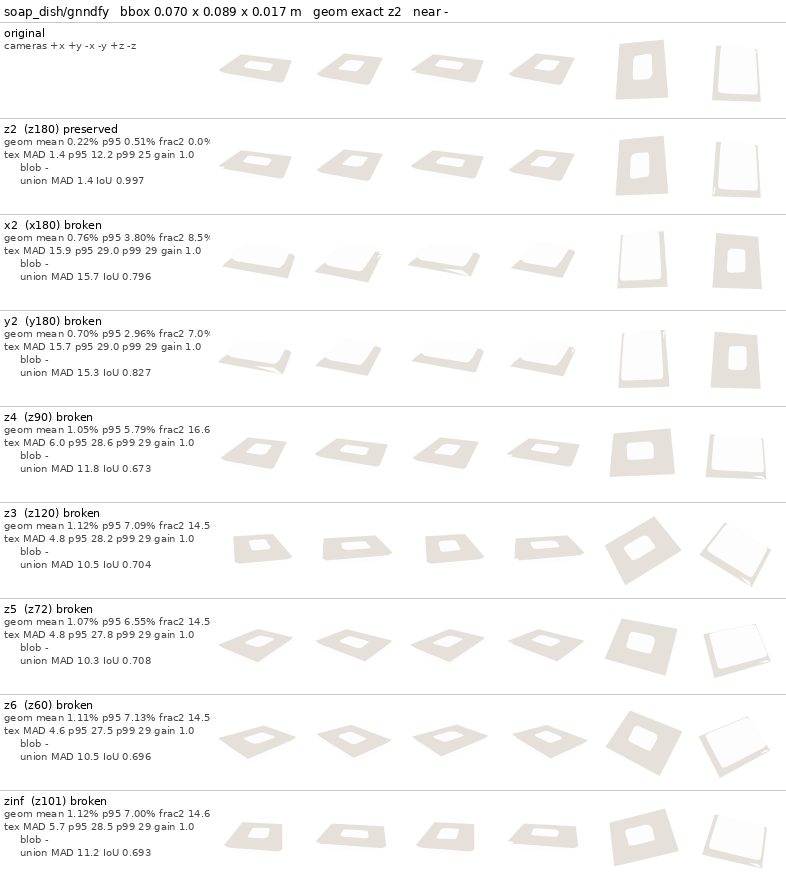 soap_dish/gnndfy   bbox 0.070 x 0.089 x 0.017 m   geom exact z2   near -
original
cameras +x +y -x -y +z -z
z2  (z180) preserved
geom mean 0.22% p95 0.51% frac2 0.0%
tex MAD 1.4 p95 12.2 p99 25 gain 1.0
blob -
union MAD 1.4 IoU 0.997
x2  (x180) broken
geom mean 0.76% p95 3.80% frac2 8.5%
tex MAD 15.9 p95 29.0 p99 29 gain 1.0
blob -
union MAD 15.7 IoU 0.796
y2  (y180) broken
geom mean 0.70% p95 2.96% frac2 7.0%
tex MAD 15.7 p95 29.0 p99 29 gain 1.0
blob -
union MAD 15.3 IoU 0.827
z4  (z90) broken
geom mean 1.05% p95 5.79% frac2 16.6
tex MAD 6.0 p95 28.6 p99 29 gain 1.0
blob -
union MAD 11.8 IoU 0.673
z3  (z120) broken
geom mean 1.12% p95 7.09% frac2 14.5
tex MAD 4.8 p95 28.2 p99 29 gain 1.0
blob -
union MAD 10.5 IoU 0.704
z5  (z72) broken
geom mean 1.07% p95 6.55% frac2 14.5
tex MAD 4.8 p95 27.8 p99 29 gain 1.0
blob -
union MAD 10.3 IoU 0.708
z6  (z60) broken
geom mean 1.11% p95 7.13% frac2 14.5
tex MAD 4.6 p95 27.5 p99 29 gain 1.0
blob -
union MAD 10.5 IoU 0.696
zinf  (z101) broken
geom mean 1.12% p95 7.00% frac2 14.6
tex MAD 5.7 p95 28.5 p99 29 gain 1.0
blob -
union MAD 11.2 IoU 0.693